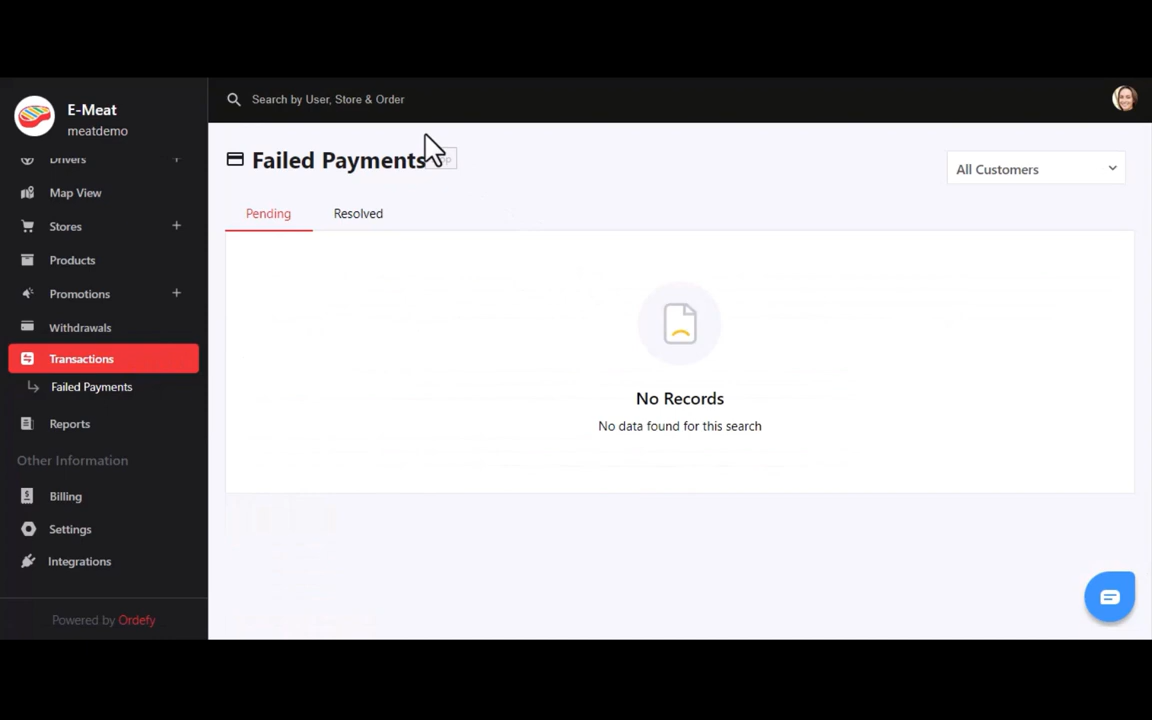 E-Meat
meatdemo
Drivers +
Map View
Stores +
Products
Promotions +
Withdrawals
Transactions
Failed Payments
Reports
Other Information
Billing
Settings
Integrations
Powered by Ordefy
Search by User, Store & Order
Failed Payments
All Customers
Pending Resolved
No Records
No data found for this search